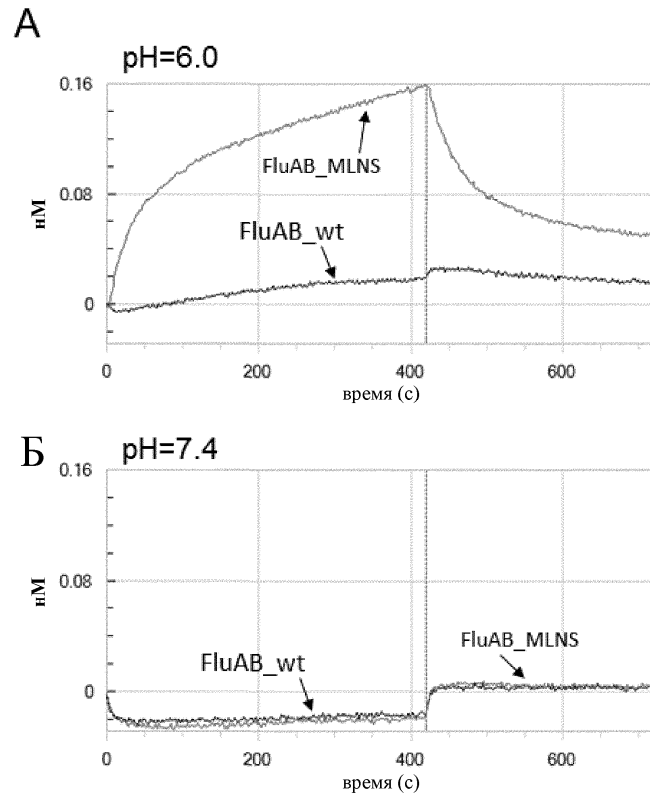 А
pH=6.0
0.16
FluAB_MLNS
0.08
нМ
FluAB_wt
0
0 200 400 600
время (с)
Б
pH=7.4
0.16
0.08
нМ
FluAB_MLNS
FluAB_wt
0
0 200 400 600
время (с)